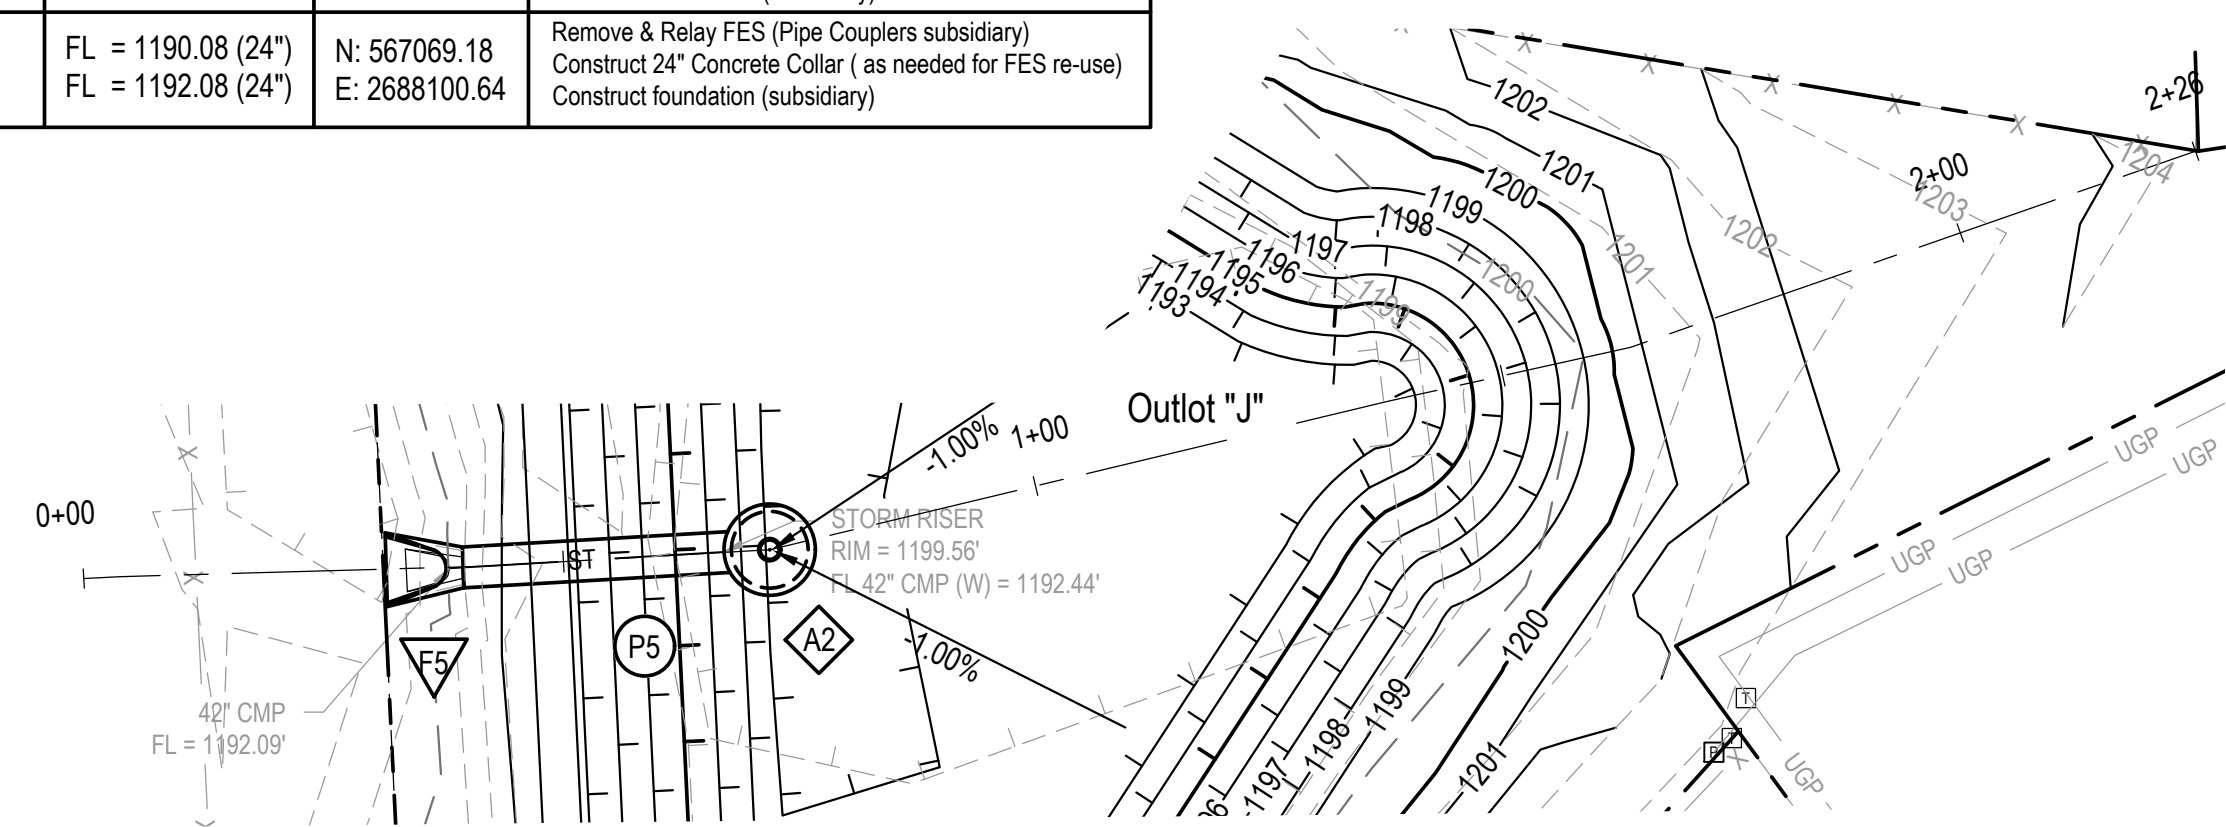 FL = 1190.08 (24")
FL = 1192.08 (24")
N: 567069.18
E: 2688100.64
Remove & Relay FES (Pipe Couplers subsidiary)
Construct 24" Concrete Collar ( as needed for FES re-use)
Construct foundation (subsidiary)
X
X
X
X
X
1202
2+26
1204
1201
2+00
1203
1200
1199
1198
1202
1201
1197
1196
1195
1194
1193
1200
1199
Outlot "J"
-1.00%
1+00
X
0+00
STORM RISER
RIM = 1199.56'
FL 42" CMP (W) = 1192.44'
ST
X
UGP
UGP
UGP
UGP
F5
P5
A2
-1.00%
1200
42" CMP
FL = 1192.09'
1199
1198
1197
1201
T
T
P
X
UGP